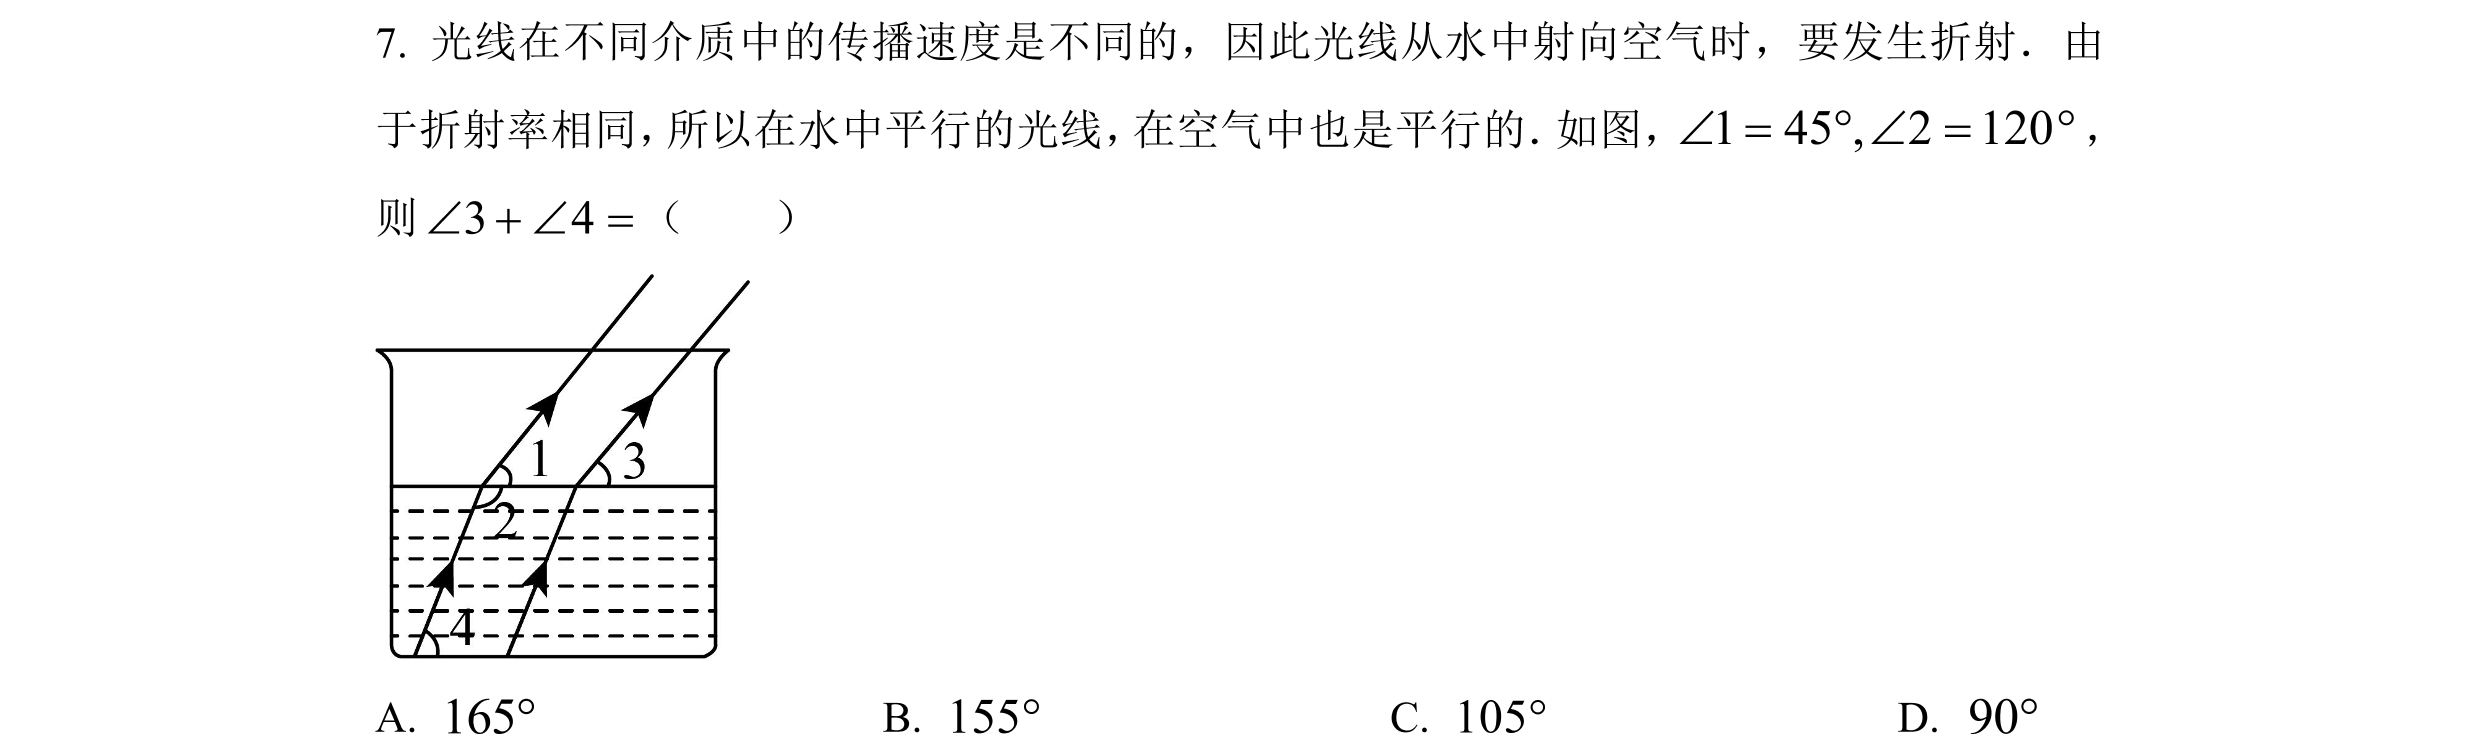 7. 光线在不同介质中的传播速度是不同的，因此光线从水中射向空气时，要发生折射．由
于折射率相同，所以在水中平行的光线，在空气中也是平行的．如图，∠1 = 45°,∠2 = 120°，
则∠3 + ∠4 =（　　）
1
3
2
4
A. 165°
B. 155°
C. 105°
D. 90°